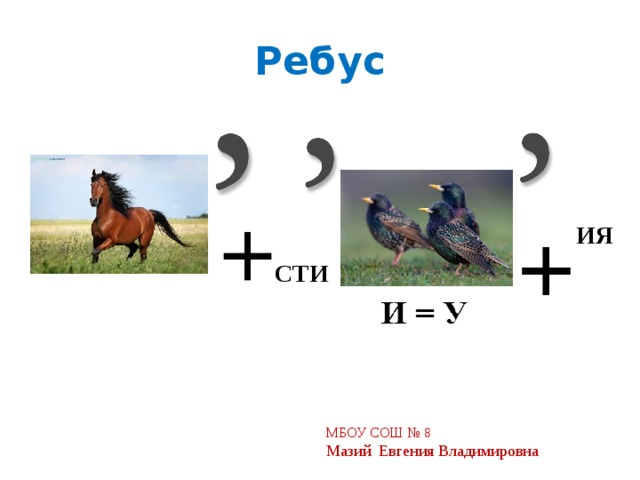 Ребус
,
,
,
+
сти
+
ия
И = У
МБОУ СОШ № 8
Мазий Евгения Владимировна